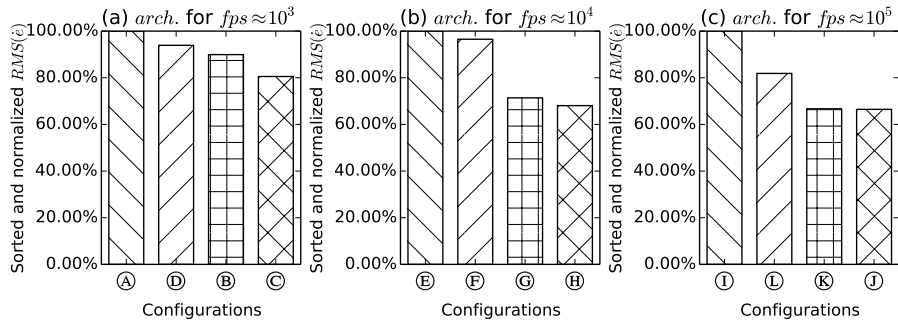 (a) arch. for fps≈10³
Sorted and normalized RMS(ė)
100.00%
80.00%
60.00%
40.00%
20.00%
0.00%
Ⓐ Ⓓ Ⓑ Ⓒ
Configurations
(b) arch. for fps≈10⁴
Sorted and normalized RMS(ė)
100.00%
80.00%
60.00%
40.00%
20.00%
0.00%
Ⓔ Ⓕ Ⓖ Ⓗ
Configurations
(c) arch. for fps≈10⁵
Sorted and normalized RMS(ė)
100.00%
80.00%
60.00%
40.00%
20.00%
0.00%
Ⓘ Ⓛ Ⓚ Ⓙ
Configurations